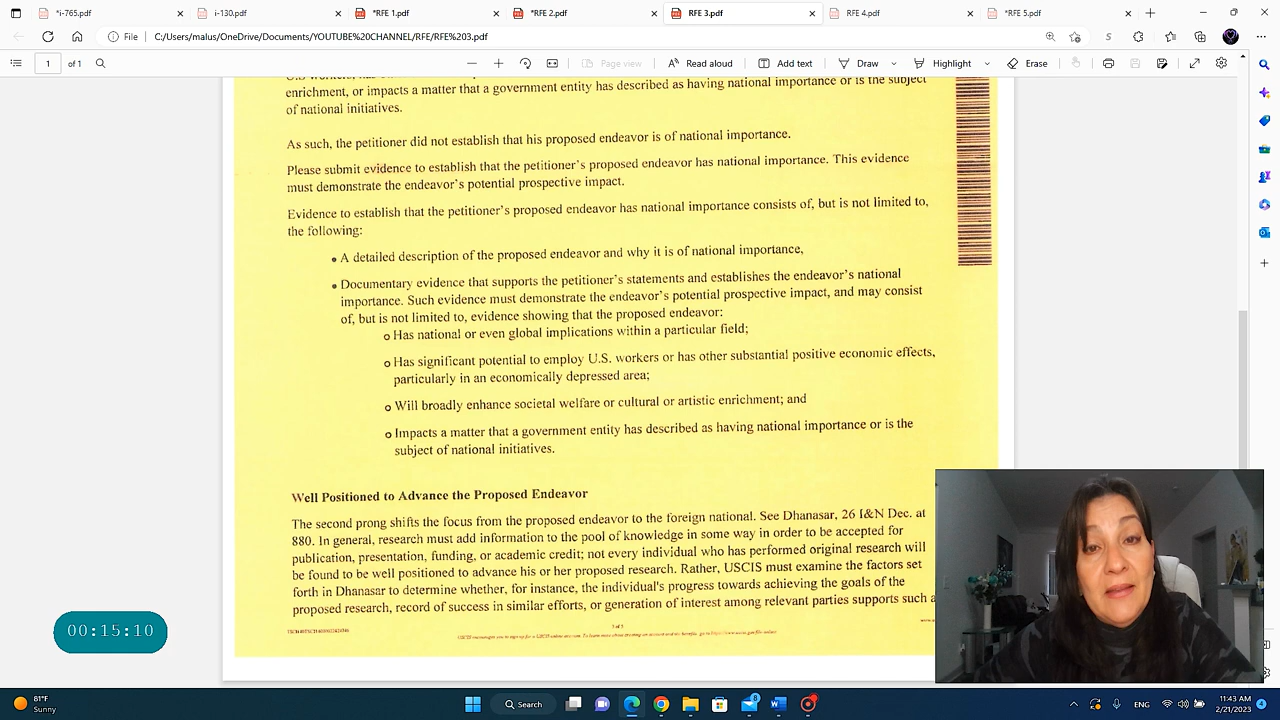 *i-765.pdf
i-130.pdf
*RFE 1.pdf
*RFE 2.pdf
RFE 3.pdf
RFE 4.pdf
*RFE 5.pdf
File
C:/Users/malus/OneDrive/Documents/YOUTUBE%20CHANNEL/RFE/RFE%203.pdf
1 of 1
Page view
Read aloud
Add text
Draw
Highlight
Erase
enrichment, or impacts a matter that a government entity has described as having national importance or is the subject
of national initiatives.
As such, the petitioner did not establish that his proposed endeavor is of national importance.
Please submit evidence to establish that the petitioner's proposed endeavor has national importance. This evidence
must demonstrate the endeavor's potential prospective impact.
Evidence to establish that the petitioner's proposed endeavor has national importance consists of, but is not limited to,
the following:
• A detailed description of the proposed endeavor and why it is of national importance,
• Documentary evidence that supports the petitioner's statements and establishes the endeavor's national
importance. Such evidence must demonstrate the endeavor's potential prospective impact, and may consist
of, but is not limited to, evidence showing that the proposed endeavor:
o Has national or even global implications within a particular field;
o Has significant potential to employ U.S. workers or has other substantial positive economic effects,
particularly in an economically depressed area;
o Will broadly enhance societal welfare or cultural or artistic enrichment; and
o Impacts a matter that a government entity has described as having national importance or is the
subject of national initiatives.
Well Positioned to Advance the Proposed Endeavor
The second prong shifts the focus from the proposed endeavor to the foreign national. See Dhanasar, 26 I&N Dec. at
880. In general, research must add information to the pool of knowledge in some way in order to be accepted for
publication, presentation, funding, or academic credit; not every individual who has performed original research will
be found to be well positioned to advance his or her proposed research. Rather, USCIS must examine the factors set
forth in Dhanasar to determine whether, for instance, the individual's progress towards achieving the goals of the
proposed research, record of success in similar efforts, or generation of interest among relevant parties supports such a
00:15:10
81°F
Sunny
Search
11:43 AM
2/21/2023